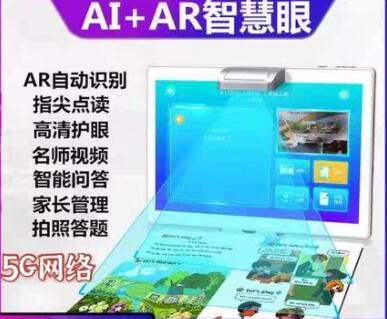 AI+AR智慧眼
AR自动识别
指尖点读
高清护眼
名师视频
智能问答
家长管理
拍照答题
5G网络
let's play